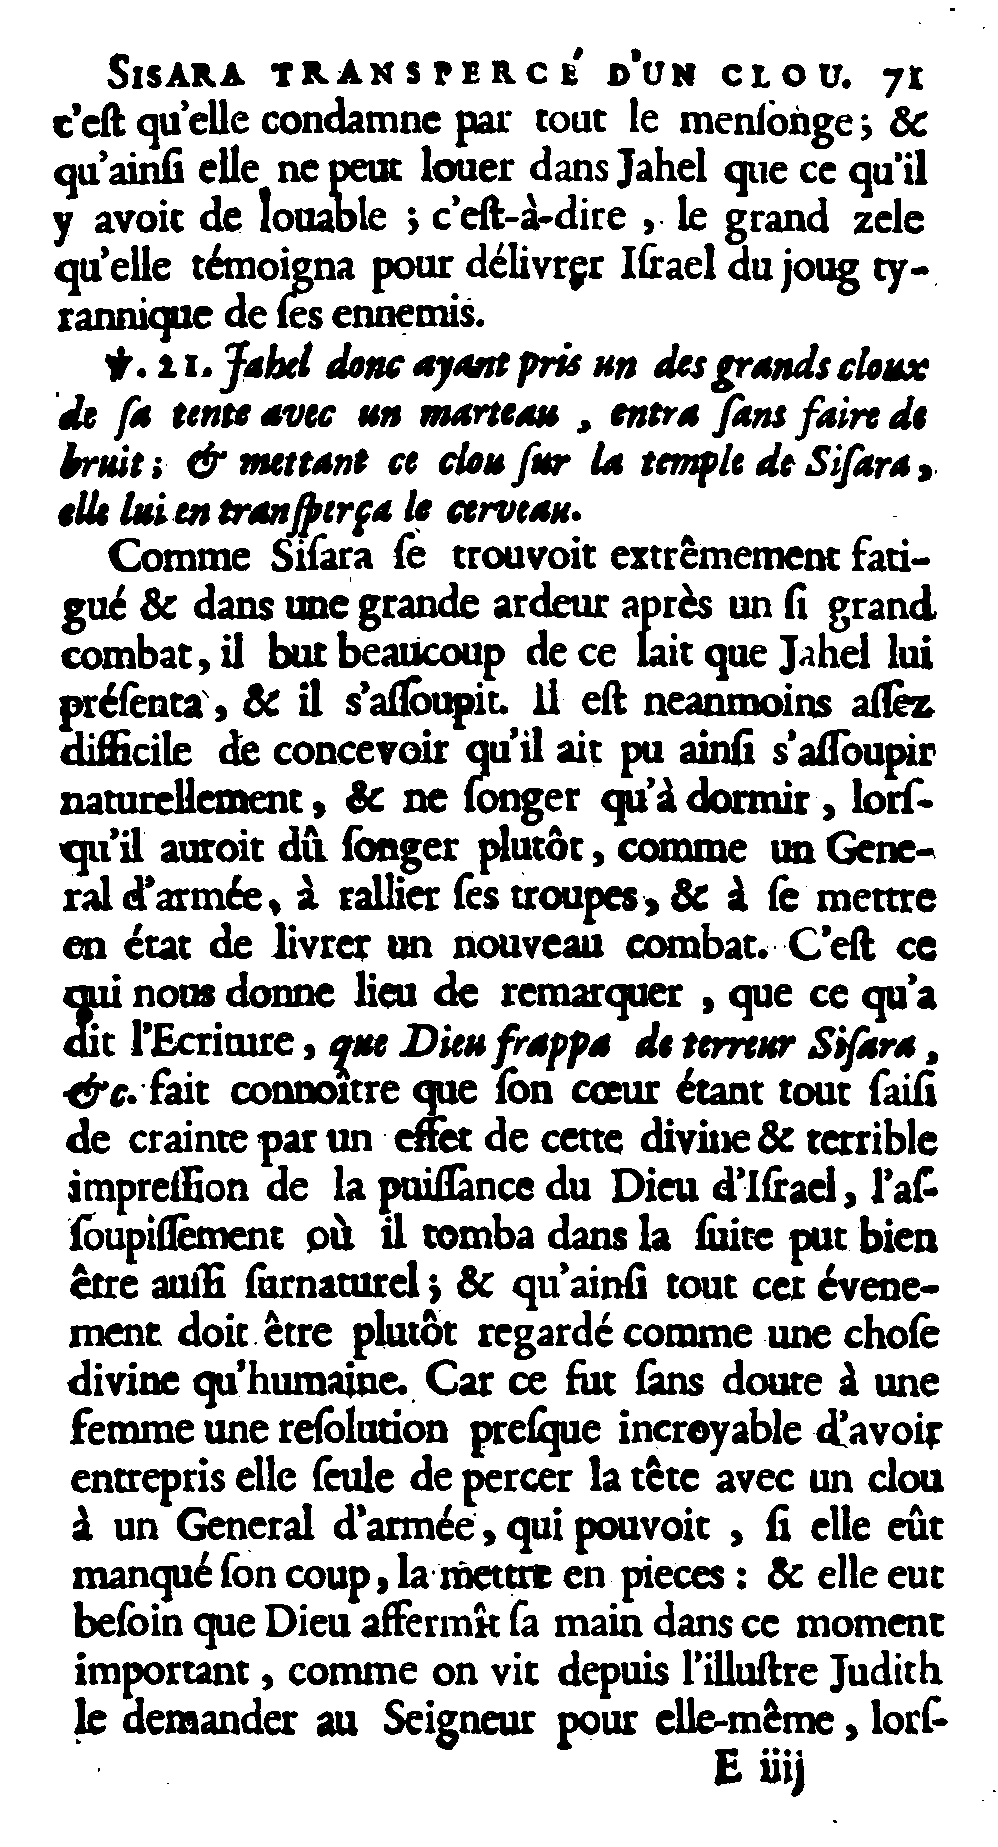 SISARA TRANSPERCÉ D'UN CLOU. 71
c'eſt qu'elle condamne par tout le menſonge; &
qu'ainſi elle ne peut louer dans Jahel que ce qu'il
y avoit de louable ; c'eſt-à-dire , le grand zele
qu'elle témoigna pour délivrer Iſrael du joug ty-
rannique de ſes ennemis.
℣. 21. Jahel donc ayant pris un des grands cloux
de ſa tente avec un marteau , entra ſans faire de
bruit ; & mettant ce clou ſur la temple de Siſara ,
elle lui en tranſperça le cerveau.
Comme Siſara ſe trouvoit extrêmement fati-
gué & dans une grande ardeur après un ſi grand
combat, il but beaucoup de ce lait que Jahel lui
préſenta , & il s'aſſoupit. Il eſt neanmoins aſſez
difficile de concevoir qu'il ait pu ainſi s'aſſoupir
naturellement , & ne ſonger qu'à dormir , lorſ-
qu'il auroit dû ſonger plutôt , comme un Gene-
ral d'armée, à rallier ſes troupes , & à ſe mettre
en état de livrer un nouveau combat. C'eſt ce
qui nous donne lieu de remarquer , que ce qu'a
dit l'Ecriture , que Dieu frappa de terreur Siſara ,
&c. fait connoître que ſon cœur étant tout ſaiſi
de crainte par un effet de cette divine & terrible
impreſſion de la puiſſance du Dieu d'Iſrael , l'aſ-
ſoupiſſement où il tomba dans la ſuite put bien
être auſſi ſurnaturel ; & qu'ainſi tout cet évene-
ment doit être plutôt regardé comme une choſe
divine qu'humaine. Car ce fut ſans doute à une
femme une reſolution preſque incroyable d'avoir
entrepris elle ſeule de percer la tête avec un clou
à un General d'armée , qui pouvoit , ſi elle eût
manqué ſon coup , la mettre en pieces : & elle eut
beſoin que Dieu affermît ſa main dans ce moment
important , comme on vit depuis l'illuſtre Judith
le demander au Seigneur pour elle-même , lorſ-
E iiij